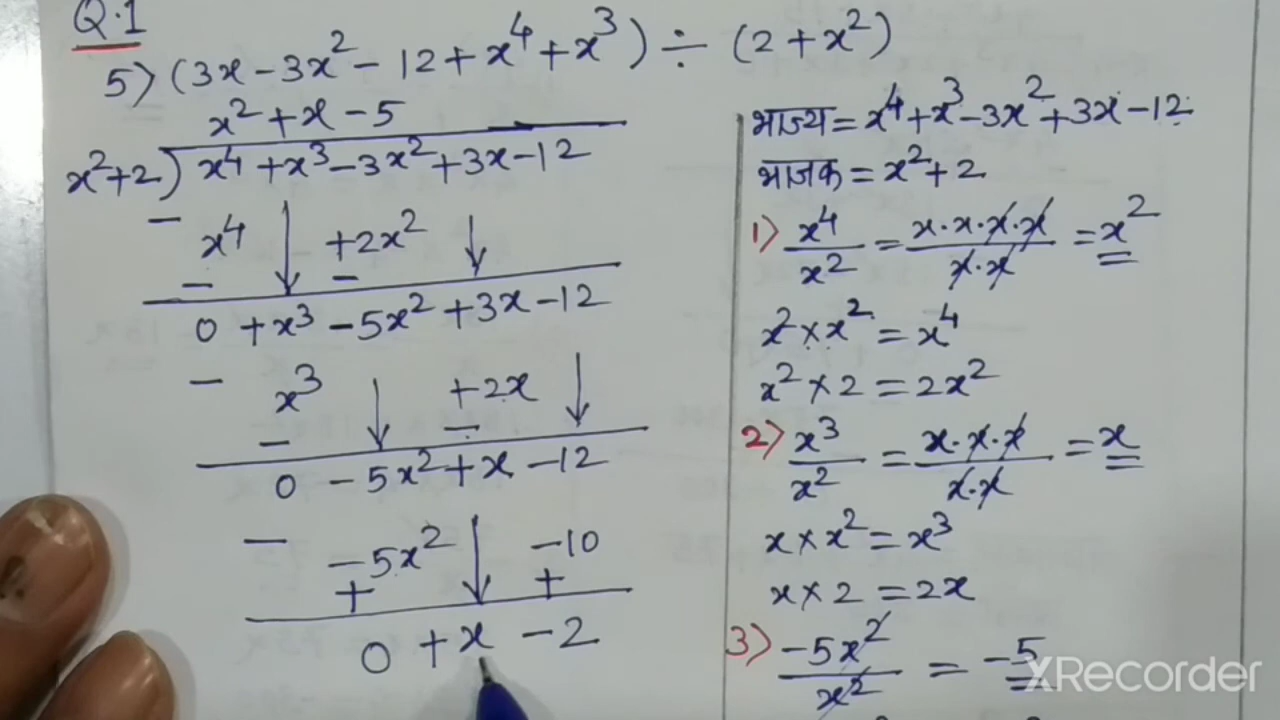 Q.1
5) (3x - 3x² - 12 + x⁴ + x³) ÷ (2 + x²)
x² + x - 5
x²+2 ) x⁴ + x³ - 3x² + 3x - 12
- x⁴ ↓ + 2x² ↓
- -
0 + x³ - 5x² + 3x - 12
- x³ ↓ + 2x ↓
- -
0 - 5x² + x - 12
- - 5x² ↓ - 10
+ +
0 + x - 2
भाज्य = x⁴ + x³ - 3x² + 3x - 12
भाजक = x² + 2
1) x⁴/x² = x·x·x·x/x·x = x²
x² × x² = x⁴
x² × 2 = 2x²
2) x³/x² = x·x·x/x·x = x
x × x² = x³
x × 2 = 2x
3) -5x²/x² = -5
XRecorder